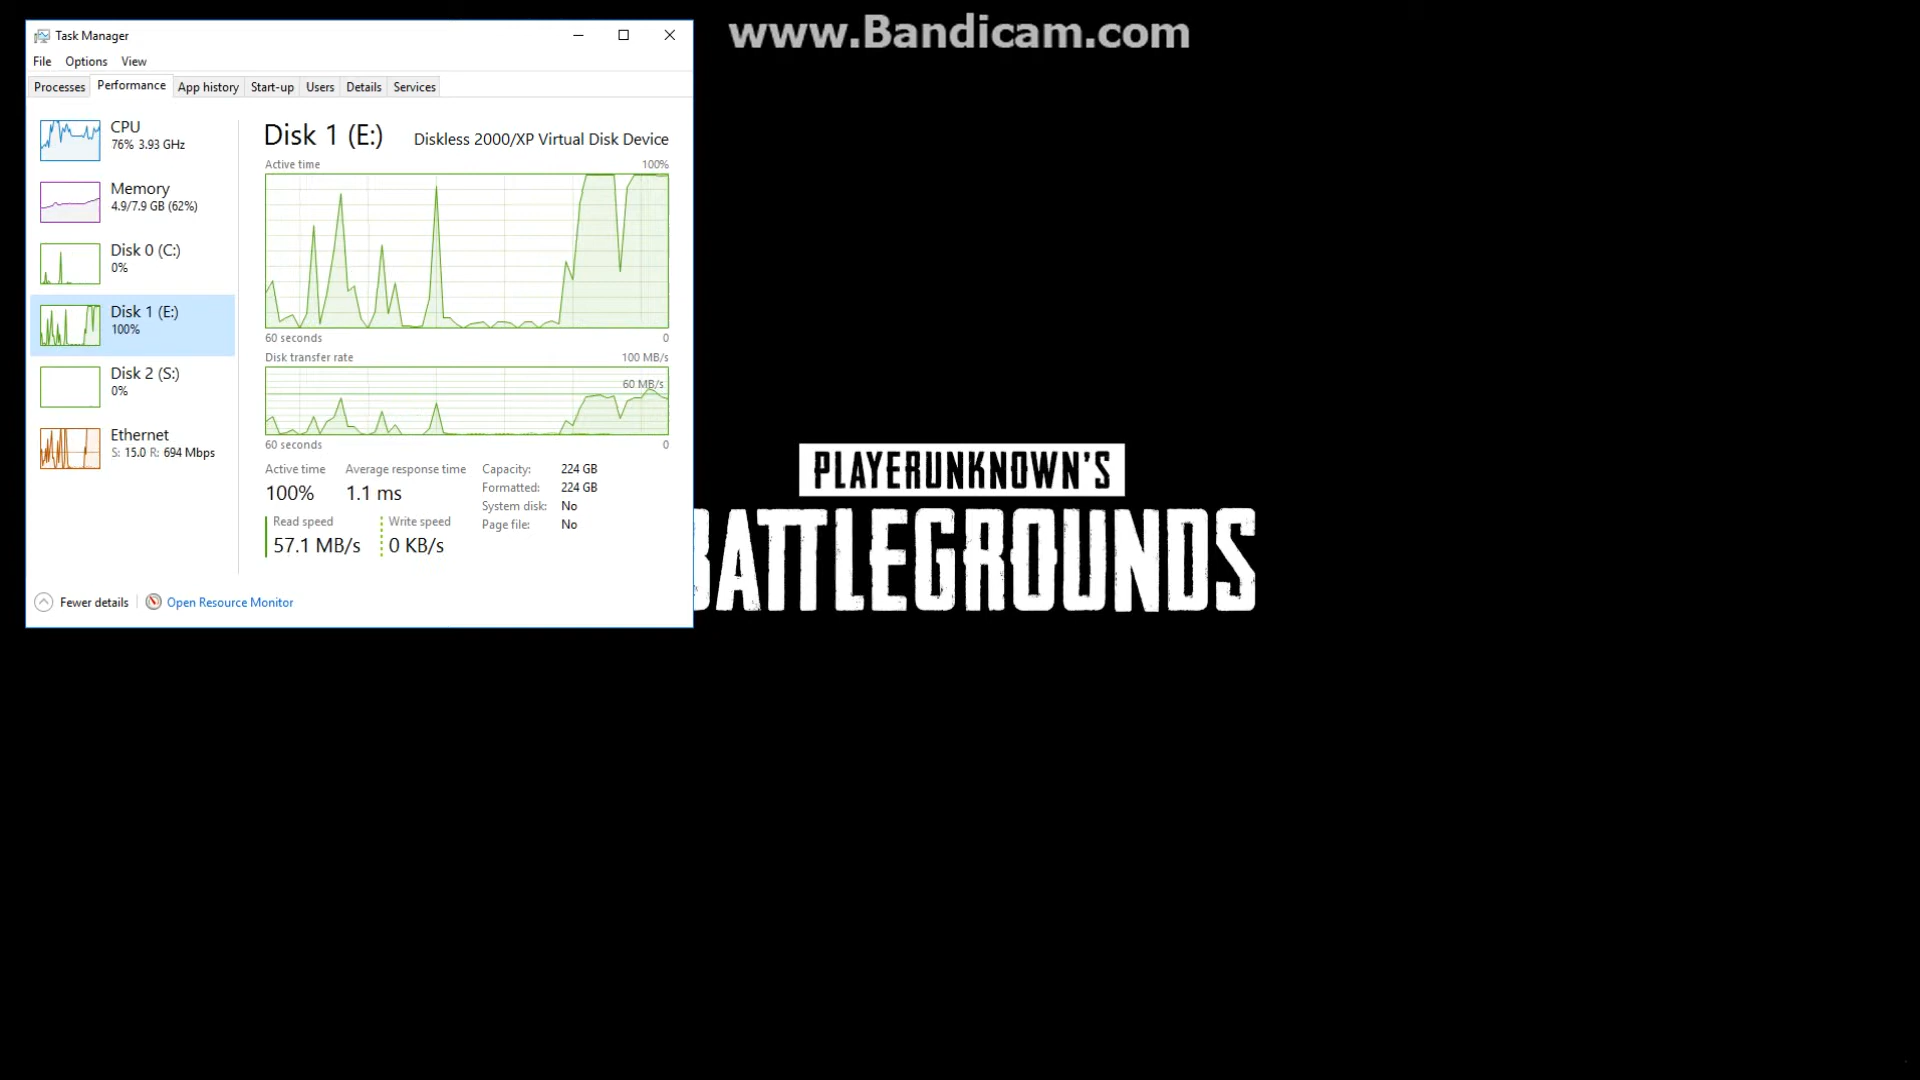 www.Bandicam.com
Task Manager
File Options View
Processes Performance App history Start-up Users Details Services
CPU
76% 3.93 GHz
Memory
4.9/7.9 GB (62%)
Disk 0 (C:)
0%
Disk 1 (E:)
100%
Disk 2 (S:)
0%
Ethernet
S: 15.0 R: 694 Mbps
Disk 1 (E:) Diskless 2000/XP Virtual Disk Device
Active time 100%
60 seconds 0
Disk transfer rate 100 MB/s
60 MB/s
60 seconds 0
Active time Average response time
100% 1.1 ms
Read speed Write speed
57.1 MB/s 0 KB/s
Capacity: 224 GB
Formatted: 224 GB
System disk: No
Page file: No
Fewer details Open Resource Monitor
PLAYERUNKNOWN'S
BATTLEGROUNDS